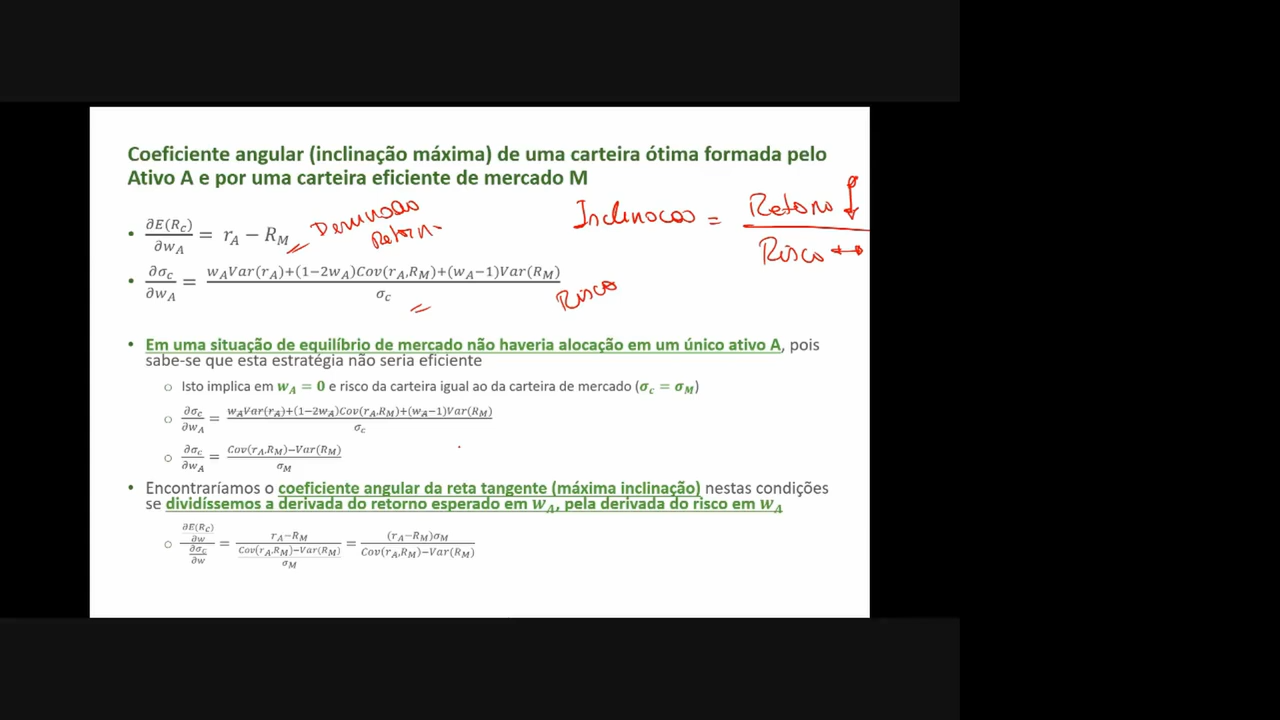 Coeficiente angular (inclinação máxima) de uma carteira ótima formada pelo
Ativo A e por uma carteira eficiente de mercado M
• ∂E(R_C)/∂w_A = r_A − R_M
Inclinacao = Retorno / Risco
• ∂σ_c/∂w_A = (w_AVar(r_A)+(1−2w_A)Cov(r_A,R_M)+(w_A−1)Var(R_M))/σ_c
Risco
• Em uma situação de equilíbrio de mercado não haveria alocação em um único ativo A, pois
sabe-se que esta estratégia não seria eficiente
○ Isto implica em w_A = 0 e risco da carteira igual ao da carteira de mercado (σ_c = σ_M)
○ ∂σ_c/∂w_A = (w_AVar(r_A)+(1−2w_A)Cov(r_A,R_M)+(w_A−1)Var(R_M))/σ_c
○ ∂σ_c/∂w_A = (Cov(r_A,R_M)−Var(R_M))/σ_M
• Encontraríamos o coeficiente angular da reta tangente (máxima inclinação) nestas condições
se dividíssemos a derivada do retorno esperado em w_A, pela derivada do risco em w_A
○ (∂E(R_C)/∂w)/(∂σ_c/∂w) = (r_A−R_M)/((Cov(r_A,R_M)−Var(R_M))/σ_M) = ((r_A−R_M)σ_M)/(Cov(r_A,R_M)−Var(R_M))